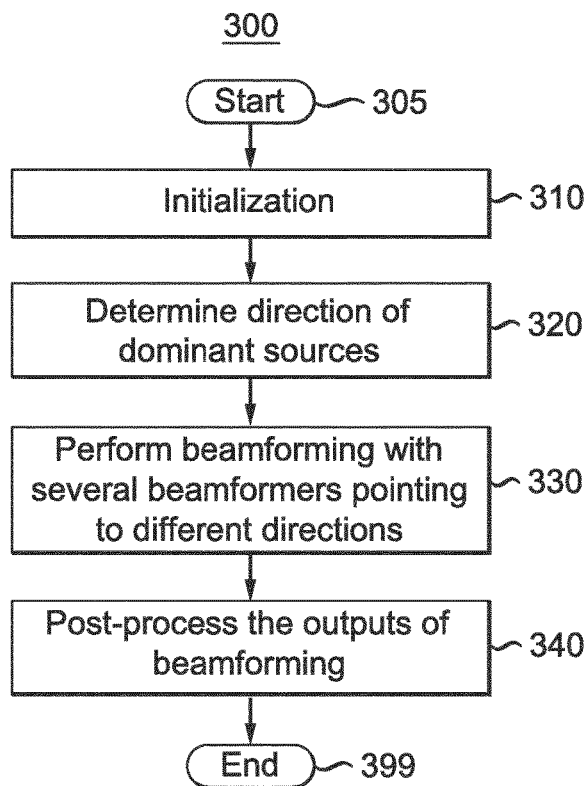 300
Start 305
Initialization 310
Determine direction of
dominant sources 320
Perform beamforming with
several beamformers pointing 330
to different directions
Post-process the outputs of
beamforming 340
End 399